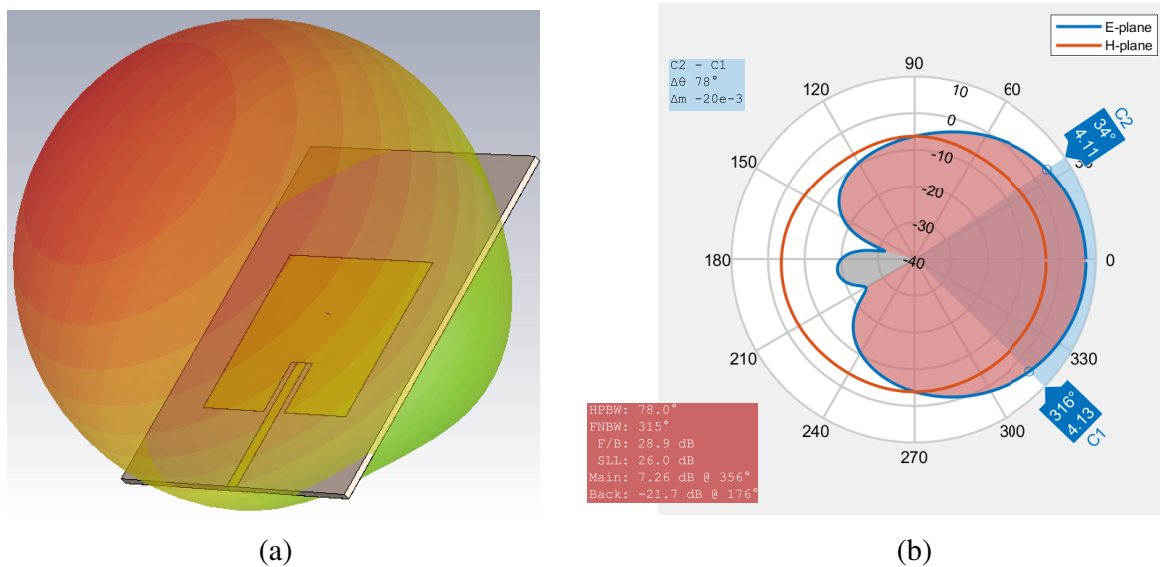 E-plane
H-plane
C2 - C1
Δθ 78°
Δm -20e-3
90
120
60
150
180
0
210
330
240
300
270
10
0
-10
-20
-30
-40
C2
34°
4.11
316°
4.13
C1
HPBW: 78.0°
FNBW: 315°
F/B: 28.9 dB
SLL: 26.0 dB
Main: 7.26 dB @ 356°
Back: -21.7 dB @ 176°
(a)
(b)